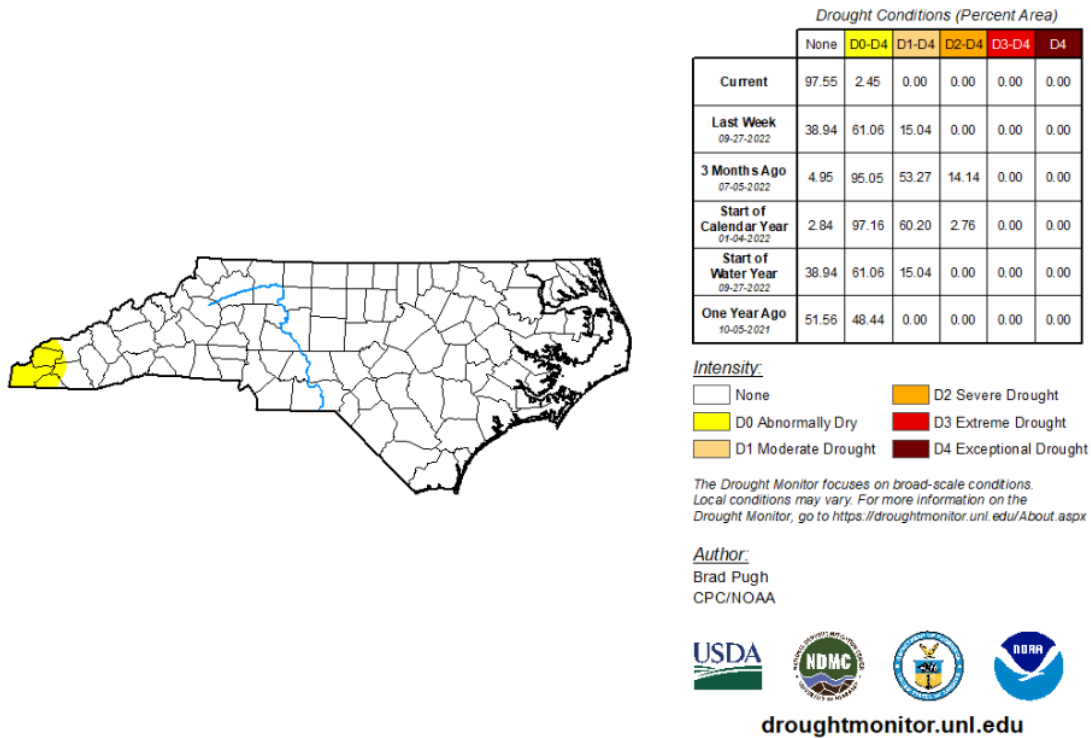 Drought Conditions (Percent Area)
None D0-D4 D1-D4 D2-D4 D3-D4 D4
Current 97.55 2.45 0.00 0.00 0.00 0.00
Last Week
09-27-2022
38.94 61.06 15.04 0.00 0.00 0.00
3 Months Ago
07-05-2022
4.95 95.05 53.27 14.14 0.00 0.00
Start of
Calendar Year
01-04-2022
2.84 97.16 60.20 2.76 0.00 0.00
Start of
Water Year
09-27-2022
38.94 61.06 15.04 0.00 0.00 0.00
One Year Ago
10-05-2021
51.56 48.44 0.00 0.00 0.00 0.00
Intensity:
None
D2 Severe Drought
D0 Abnormally Dry
D3 Extreme Drought
D1 Moderate Drought
D4 Exceptional Drought
The Drought Monitor focuses on broad-scale conditions.
Local conditions may vary. For more information on the
Drought Monitor, go to https://droughtmonitor.unl.edu/About.aspx
Author:
Brad Pugh
CPC/NOAA
USDA
NDMC
NOAA
droughtmonitor.unl.edu